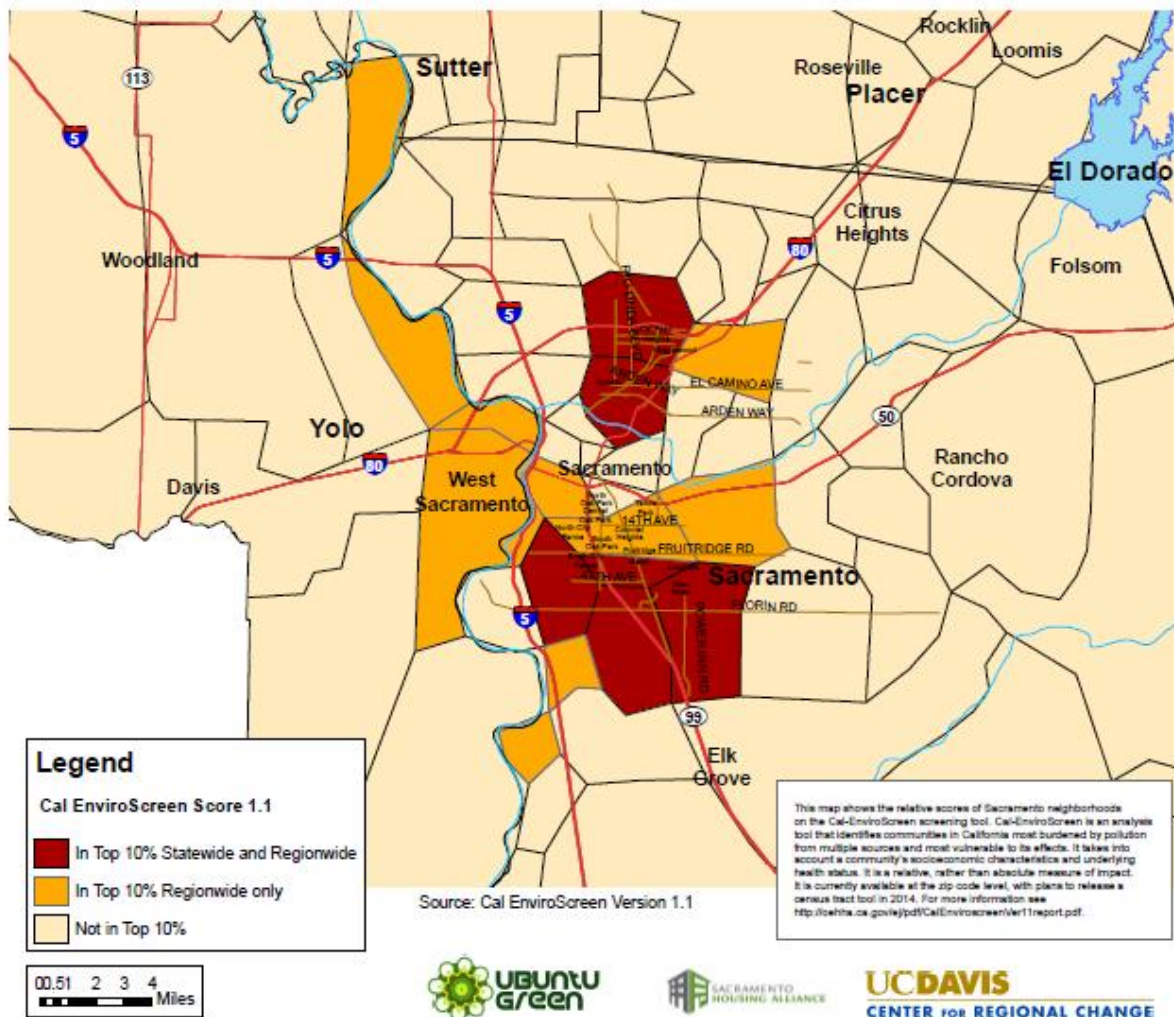 Rocklin
Loomis
Sutter
Roseville
Placer
113
5
El Dorado
Citrus
Heights
80
Woodland
5
Folsom
5
EL CAMINO AVE
ARDEN WAY
50
Yolo
80
Sacramento
Rancho
Cordova
Davis
West
Sacramento
14TH AVE
FRUITRIDGE RD
Sacramento
FLORIN RD
5
99
Elk
Grove
Legend
Cal EnviroScreen Score 1.1
In Top 10% Statewide and Regionwide
In Top 10% Regionwide only
Not in Top 10%
This map shows the relative scores of Sacramento neighborhoods
on the Cal-EnviroScreen screening tool. Cal-EnviroScreen is an analysis
tool that identifies communities in California most burdened by pollution
from multiple sources and most vulnerable to its effects. It takes into
account a community's socioeconomic characteristics and underlying
health status. It is a relative, rather than absolute measure of impact.
It is currently available at the zip code level, with plans to release a
census tract tool in 2014. For more information see
http://oehha.ca.gov/ej/pdf/CalEnviroscreenVer11report.pdf.
Source: Cal EnviroScreen Version 1.1
00.51 2 3 4
Miles
UBUNTU
GREEN
SACRAMENTO
HOUSING ALLIANCE
UCDAVIS
CENTER FOR REGIONAL CHANGE